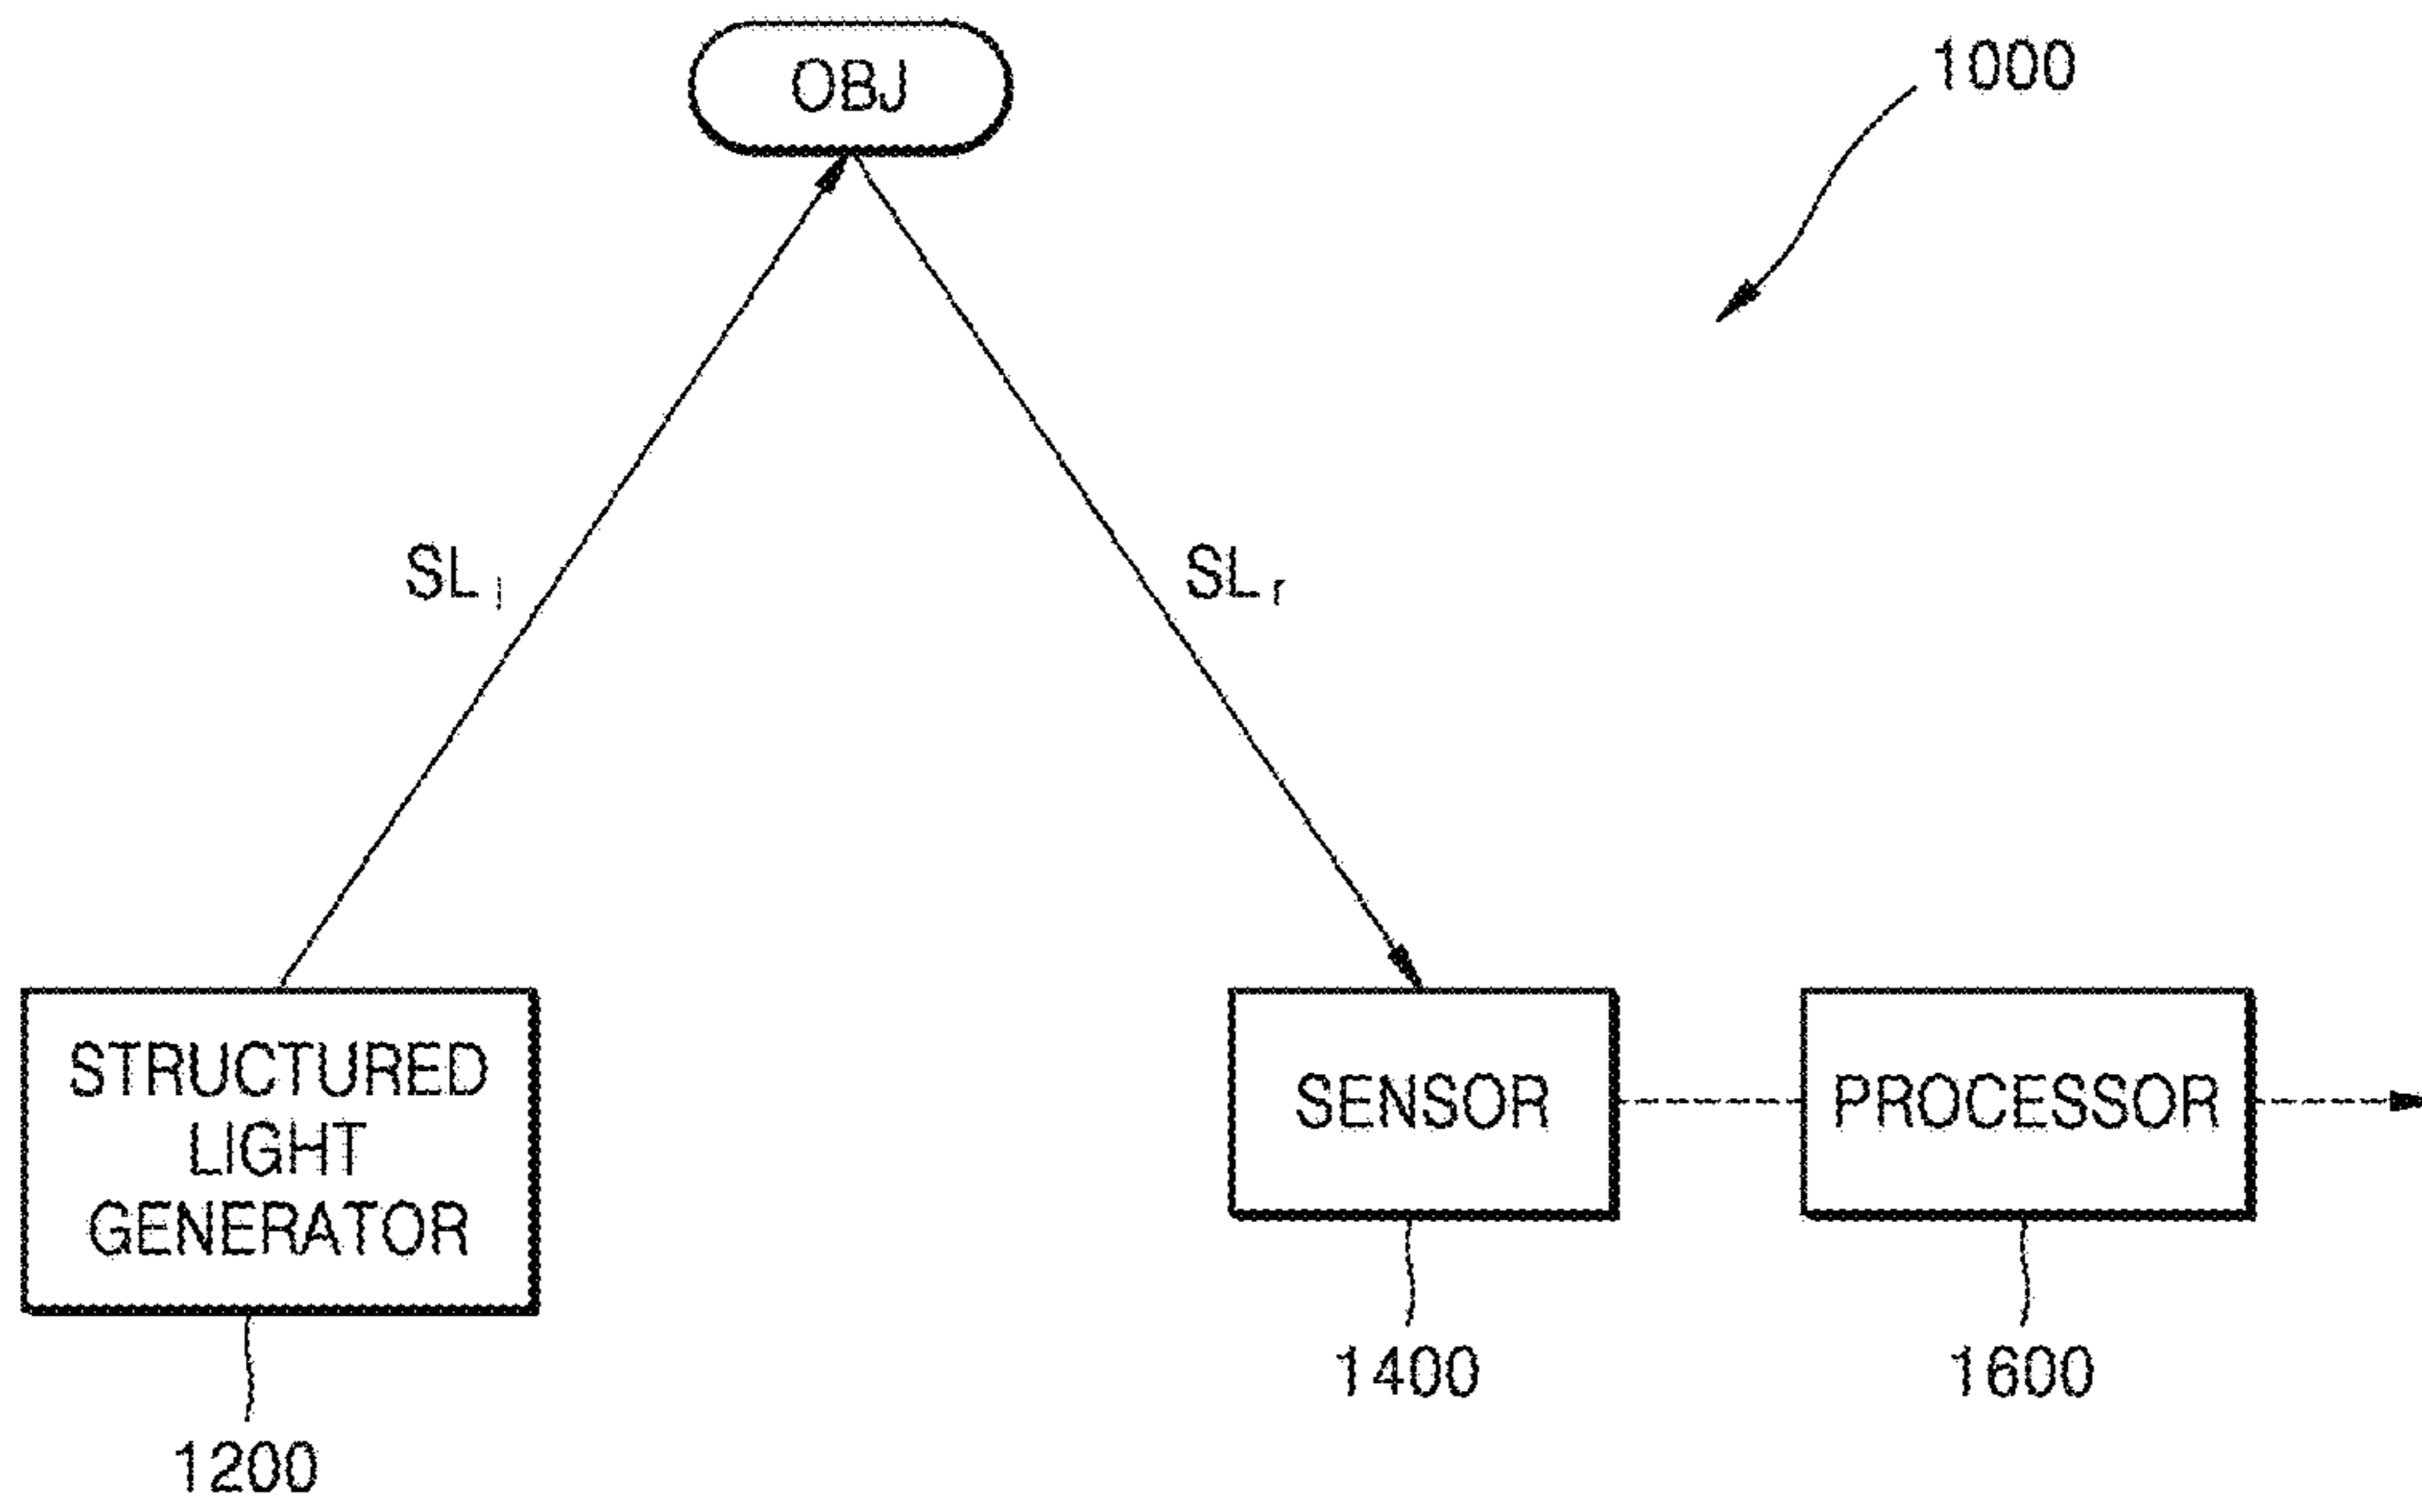 OBJ
1000
SLi
SLr
STRUCTURED
LIGHT
GENERATOR
SENSOR
PROCESSOR
1400
1600
1200